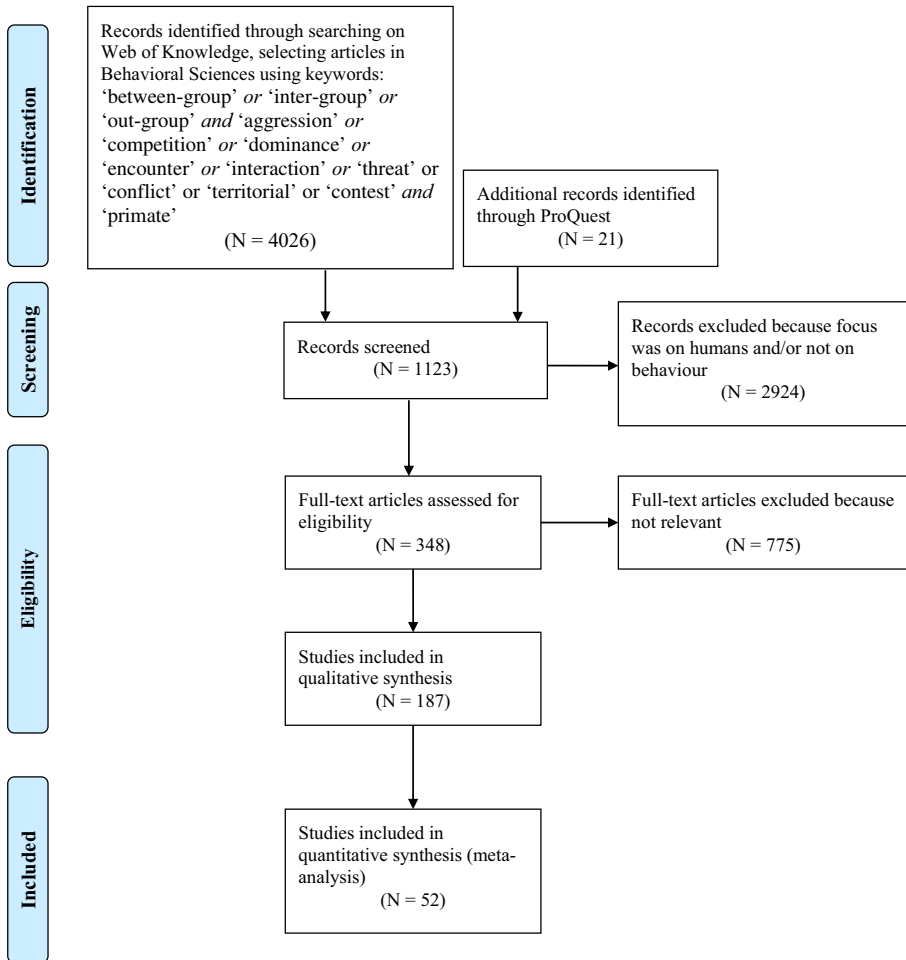 Identification
Records identified through searching on
Web of Knowledge, selecting articles in
Behavioral Sciences using keywords:
‘between-group’ or ‘inter-group’ or
‘out-group’ and ‘aggression’ or
‘competition’ or ‘dominance’ or
‘encounter’ or ‘interaction’ or ‘threat’ or
‘conflict’ or ‘territorial’ or ‘contest’ and
‘primate’
(N = 4026)
Additional records identified
through ProQuest
(N = 21)
Screening
Records screened
(N = 1123)
Records excluded because focus
was on humans and/or not on
behaviour
(N = 2924)
Eligibility
Full-text articles assessed for
eligibility
(N = 348)
Full-text articles excluded because
not relevant
(N = 775)
Studies included in
qualitative synthesis
(N = 187)
Included
Studies included in
quantitative synthesis (meta-
analysis)
(N = 52)